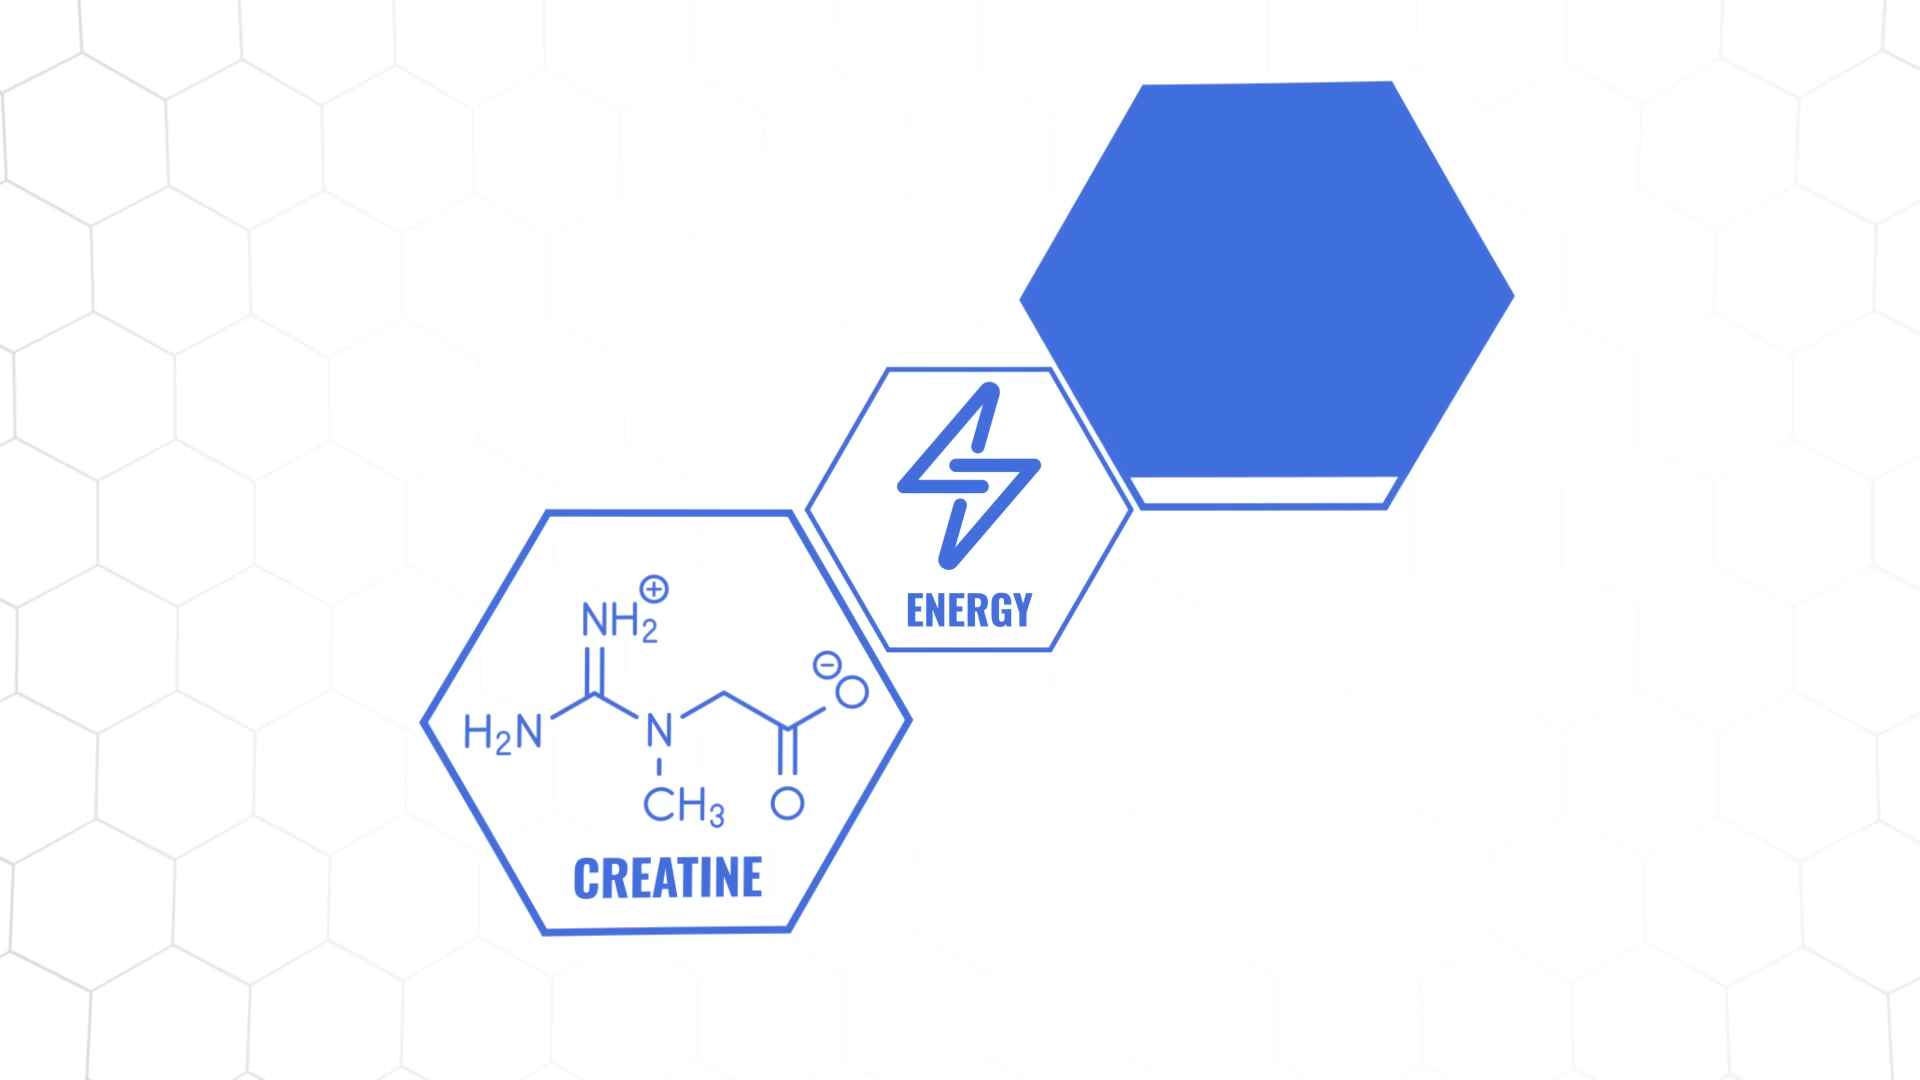 ENERGY
NH2 ⊕
⊖
O
H2N
N
CH3
O
CREATINE